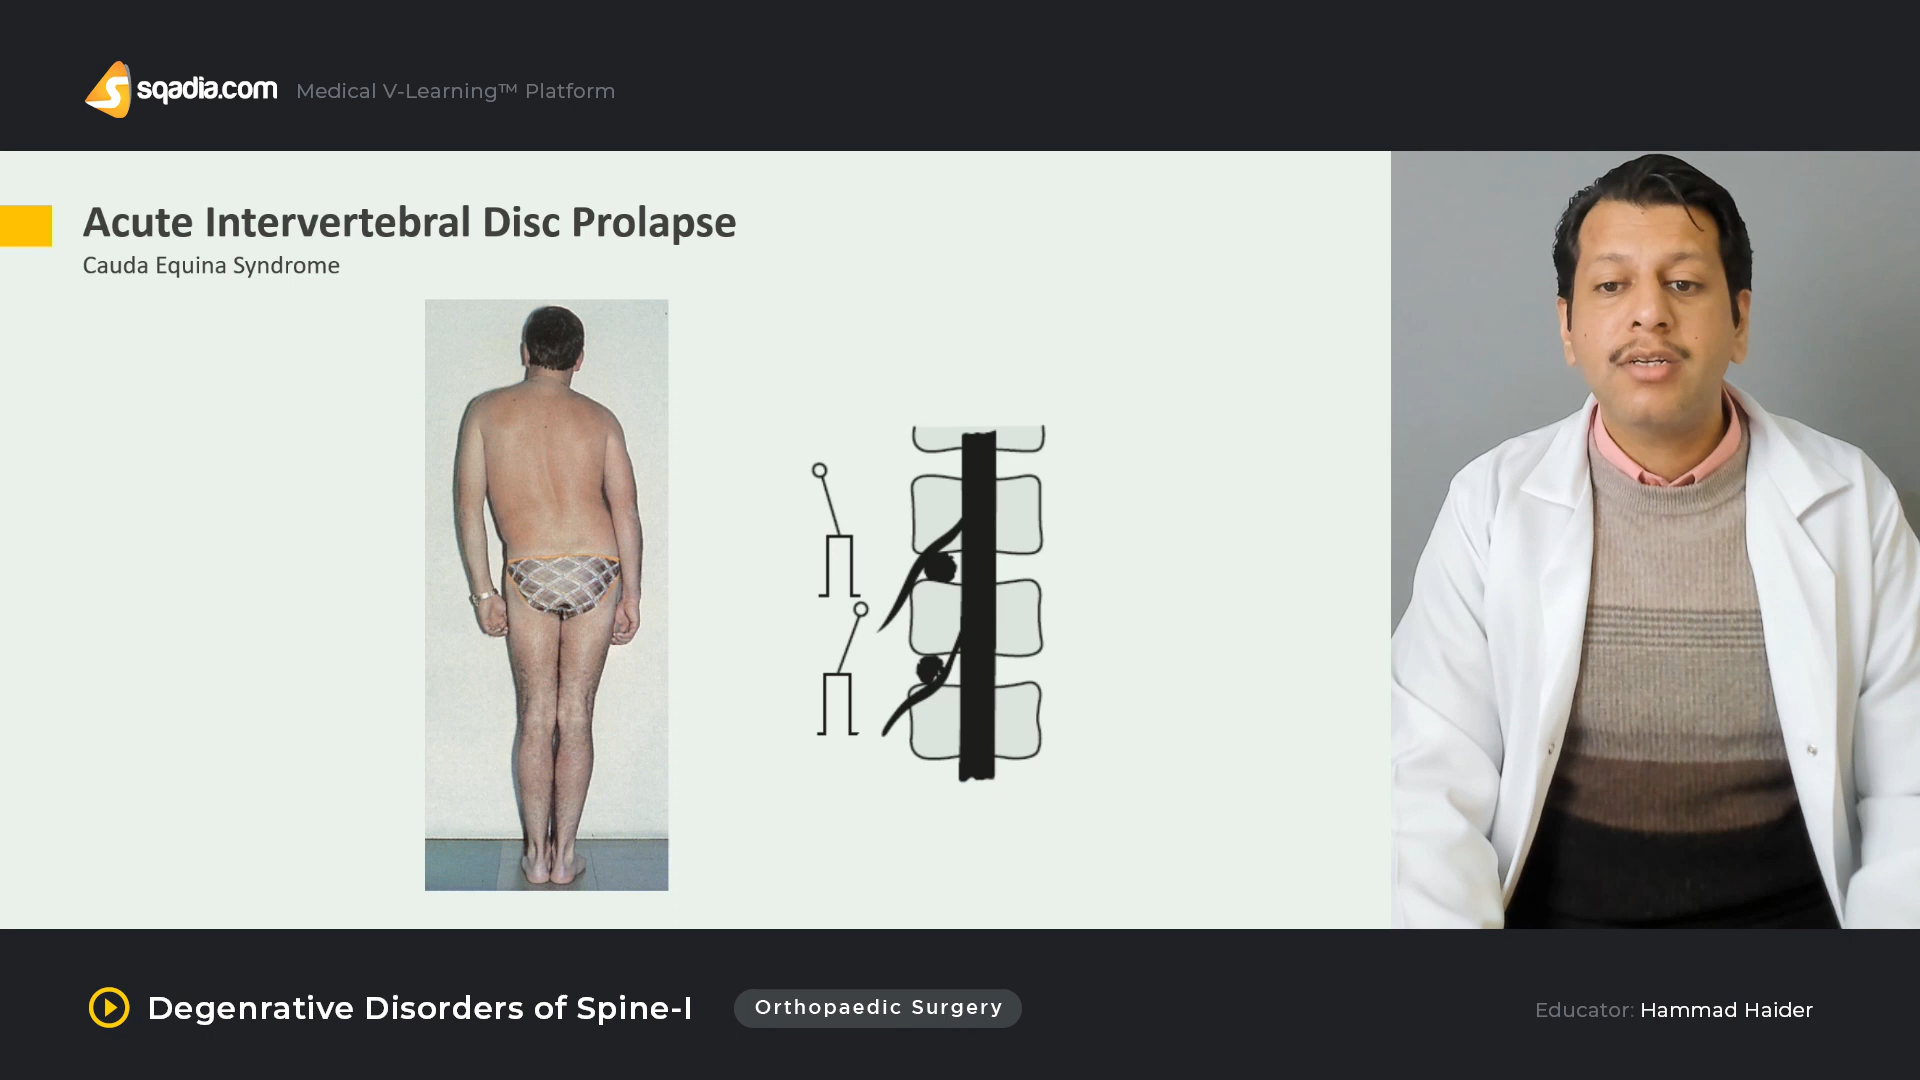 sqadia.com Medical V-Learning™ Platform
Acute Intervertebral Disc Prolapse
Cauda Equina Syndrome
Degenrative Disorders of Spine-I
Orthopaedic Surgery
Educator: Hammad Haider